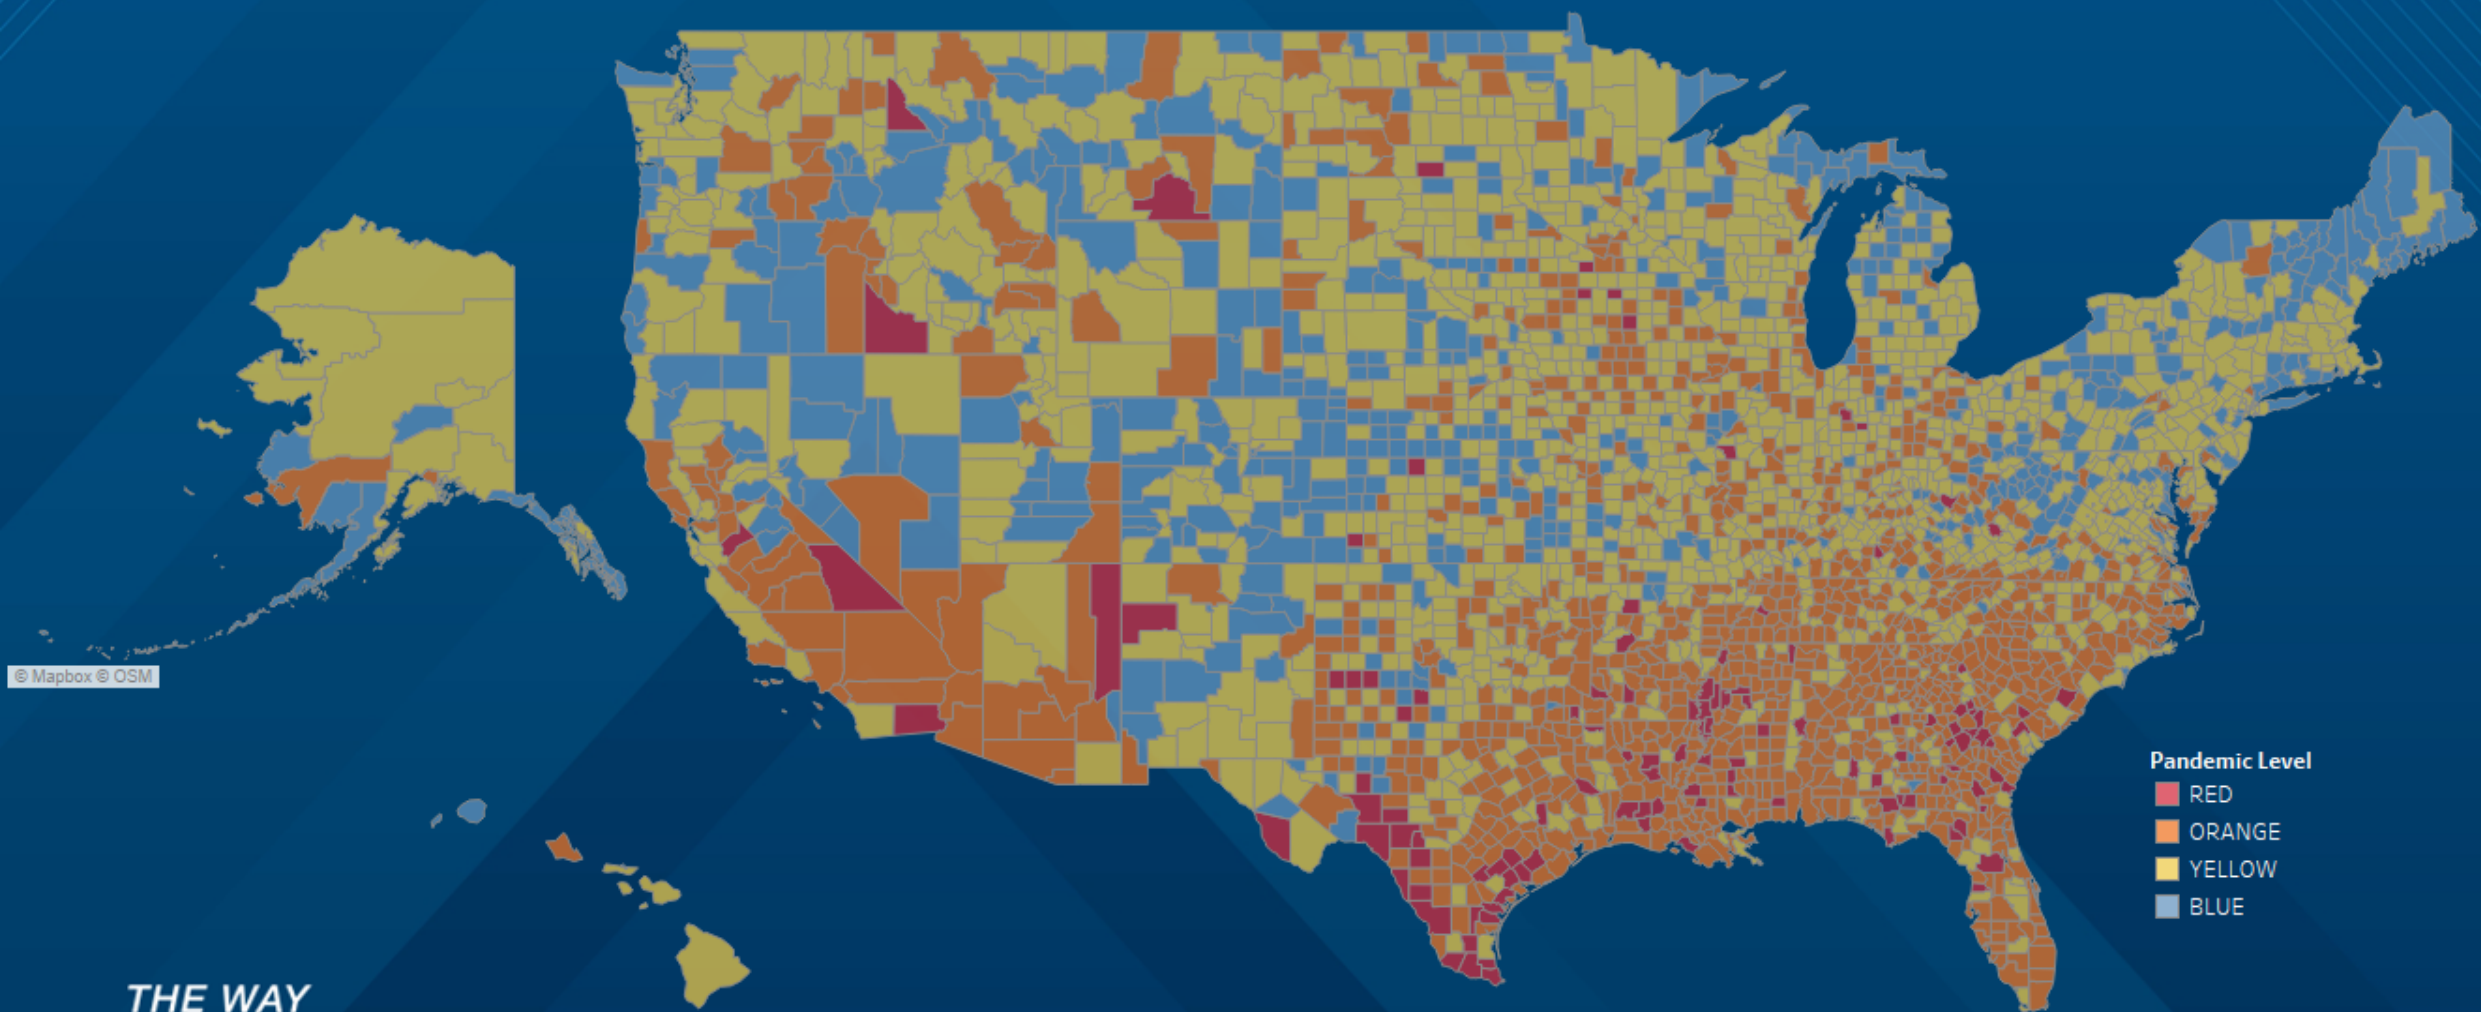 © Mapbox © OSM
Pandemic Level
RED
ORANGE
YELLOW
BLUE
THE WAY